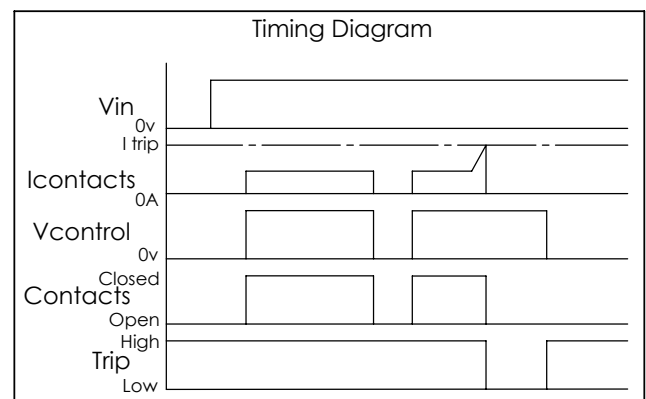 Timing Diagram
Vin
0v
I trip
Icontacts
0A
Vcontrol
0v
Closed
Contacts
Open
High
Trip
Low